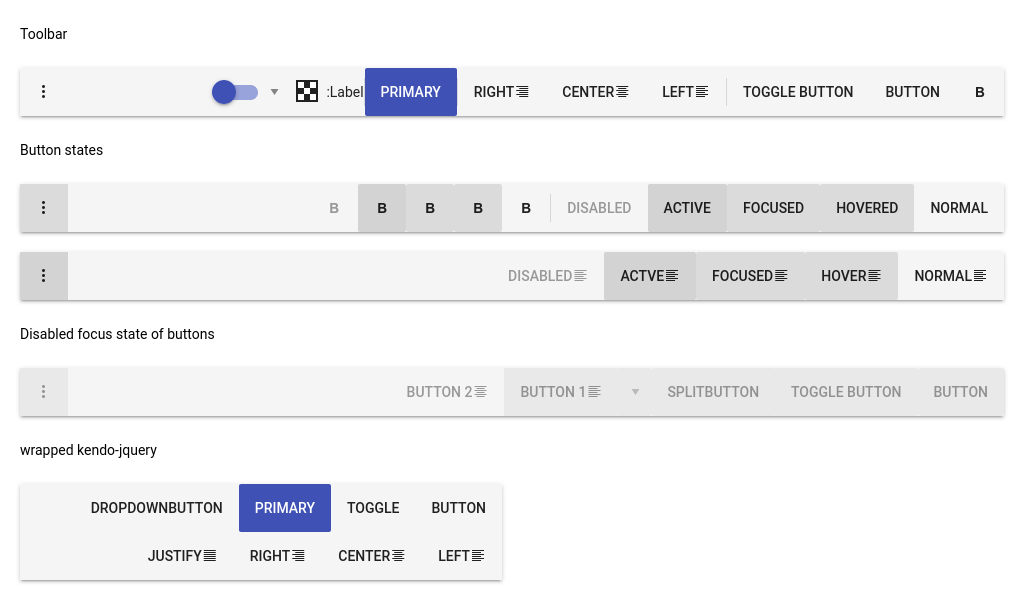 Toolbar
:Label PRIMARY RIGHT CENTER LEFT TOGGLE BUTTON BUTTON B
Button states
B B B B B DISABLED ACTIVE FOCUSED HOVERED NORMAL
DISABLED ACTVE FOCUSED HOVER NORMAL
Disabled focus state of buttons
BUTTON 2 BUTTON 1 SPLITBUTTON TOGGLE BUTTON BUTTON
wrapped kendo-jquery
DROPDOWNBUTTON PRIMARY TOGGLE BUTTON
JUSTIFY RIGHT CENTER LEFT